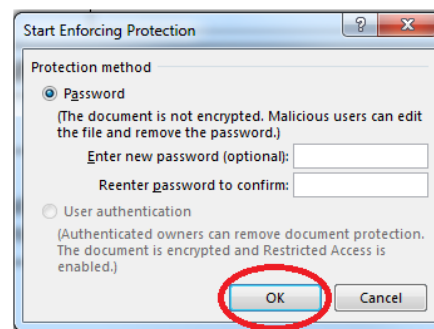 Start Enforcing Protection
Protection method
Password
(The document is not encrypted. Malicious users can edit
the file and remove the password.)
Enter new password (optional):
Reenter password to confirm:
User authentication
(Authenticated owners can remove document protection.
The document is encrypted and Restricted Access is
enabled.)
OK Cancel